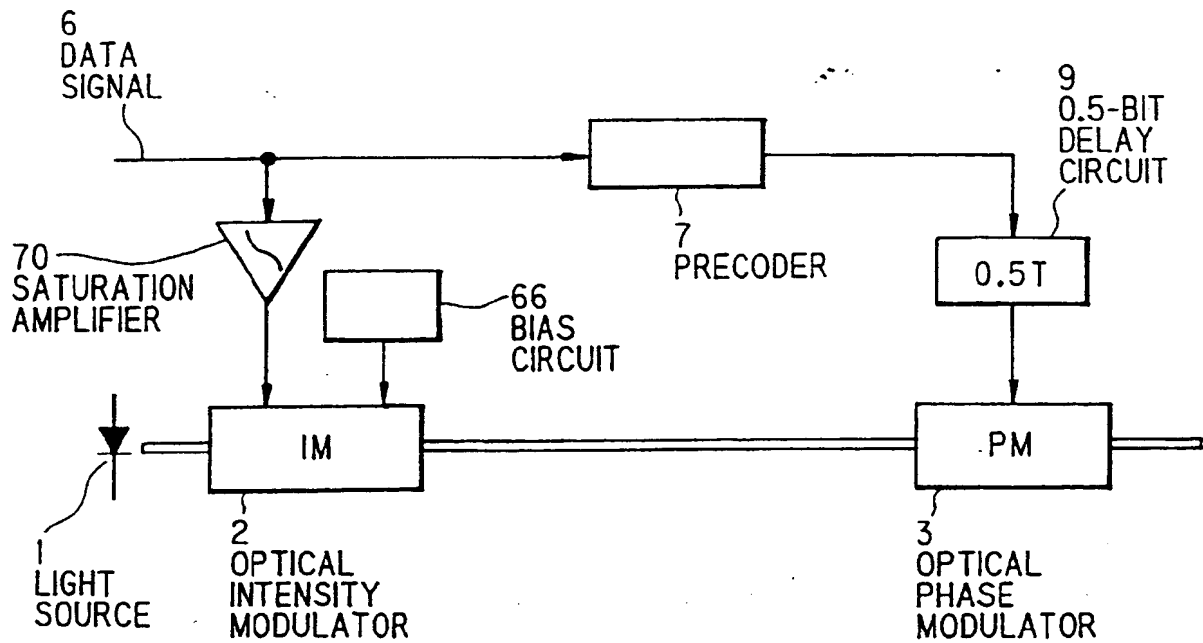 6
DATA
SIGNAL
9
0.5-BIT
DELAY
CIRCUIT
7
PRECODER
70
SATURATION
AMPLIFIER
66
BIAS
CIRCUIT
0.5T
IM
PM
1
LIGHT
SOURCE
2
OPTICAL
INTENSITY
MODULATOR
3
OPTICAL
PHASE
MODULATOR